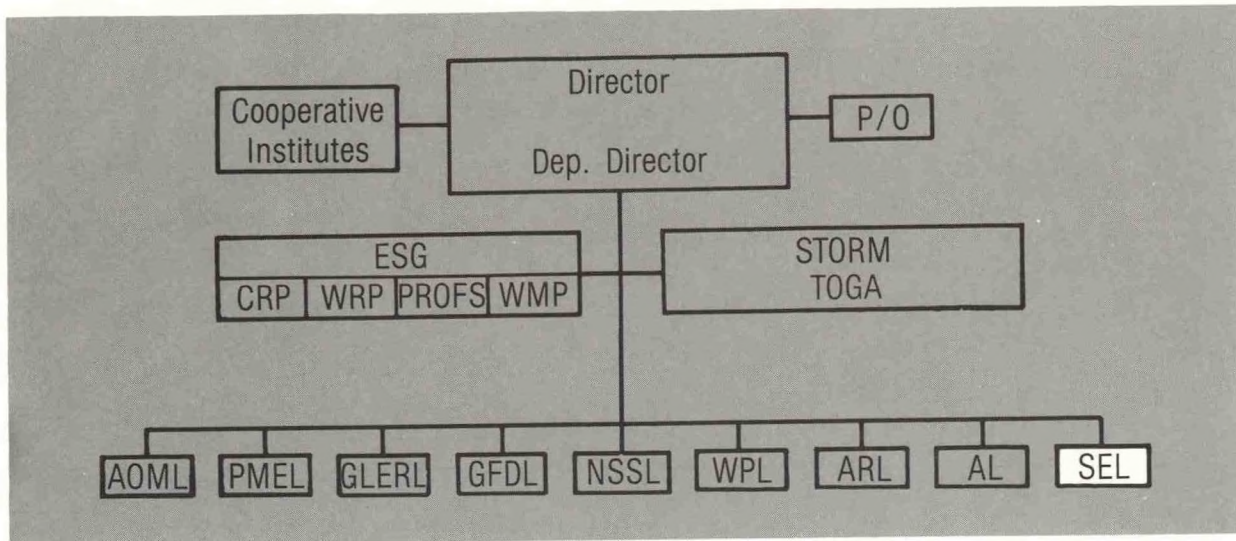 Director
Cooperative
Institutes
P/O
Dep. Director
ESG
CRP WRP PROFS WMP
STORM
TOGA
AOML PMEL GLERL GFDL NSSL WPL ARL AL SEL